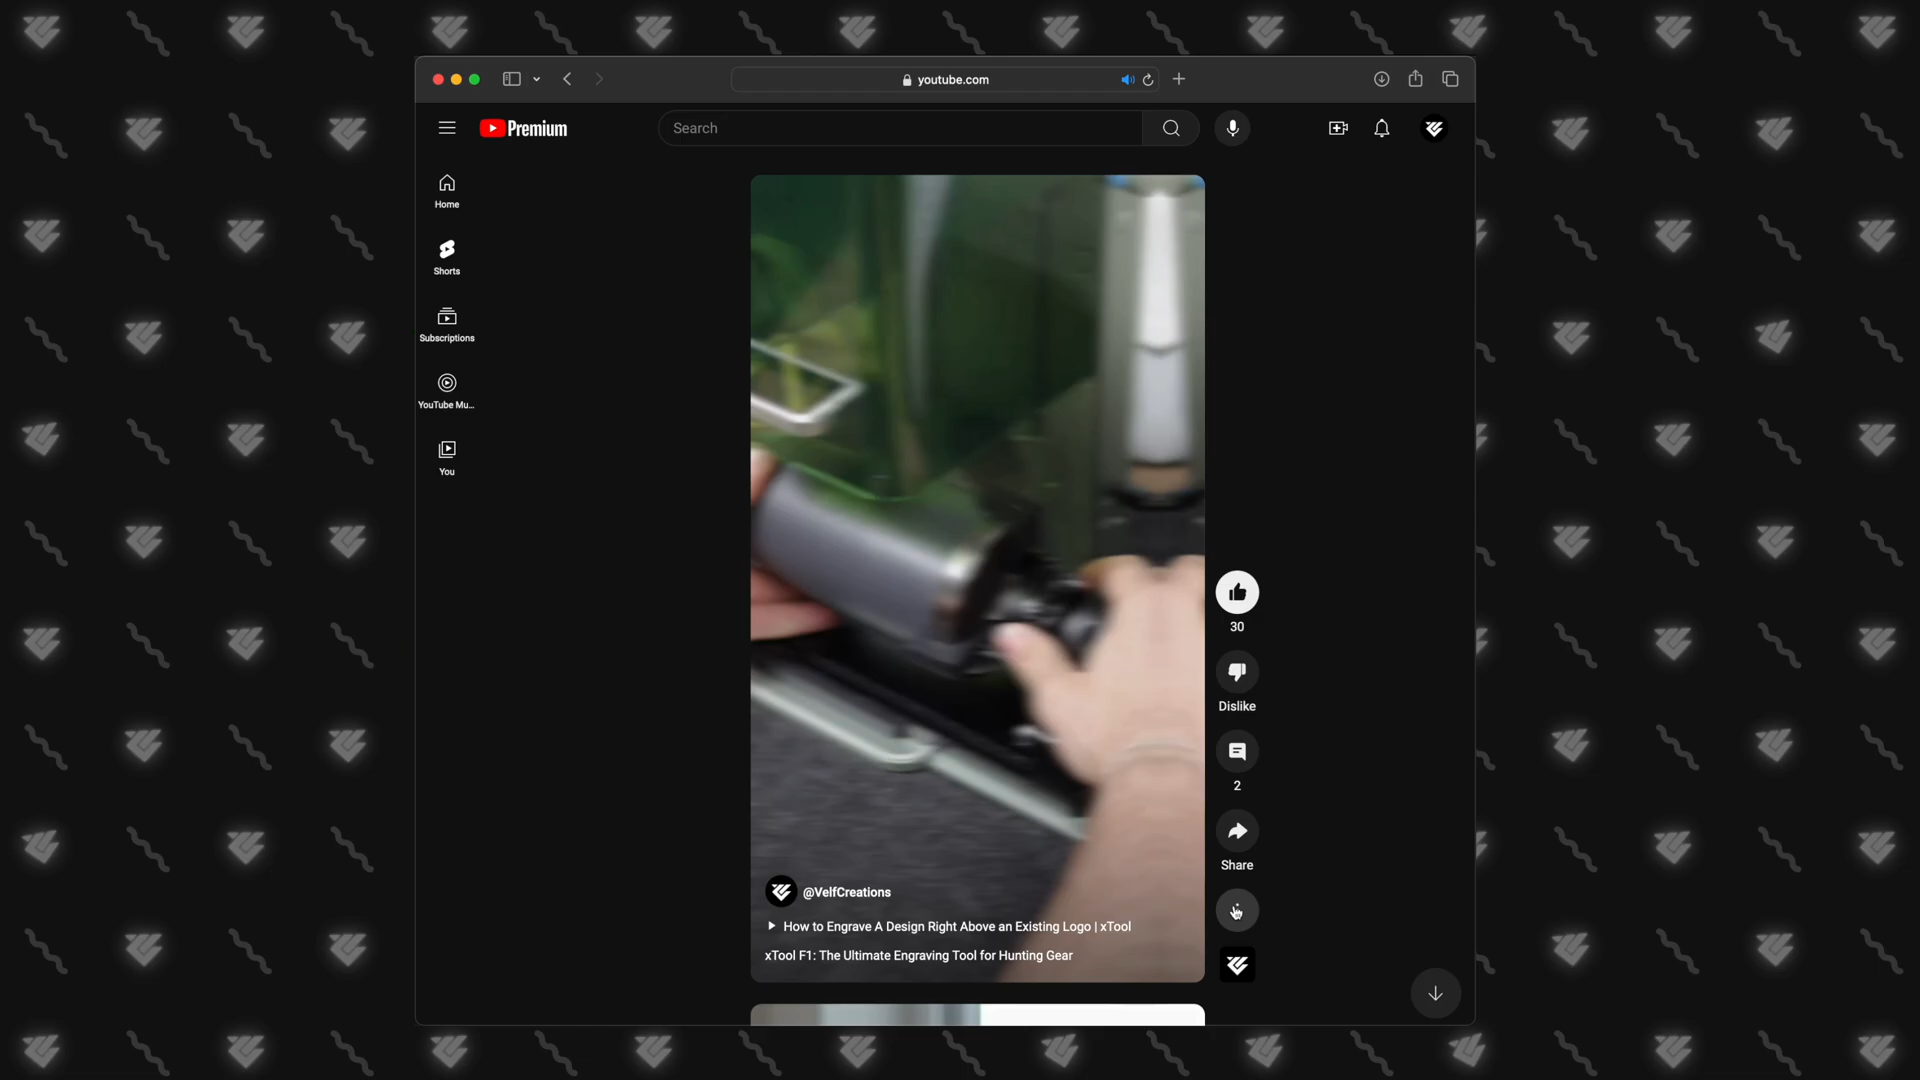 youtube.com
Premium
Search
Home
Shorts
Subscriptions
YouTube Mu...
You
30
Dislike
2
Share
@VelfCreations
How to Engrave A Design Right Above an Existing Logo | xTool
xTool F1: The Ultimate Engraving Tool for Hunting Gear